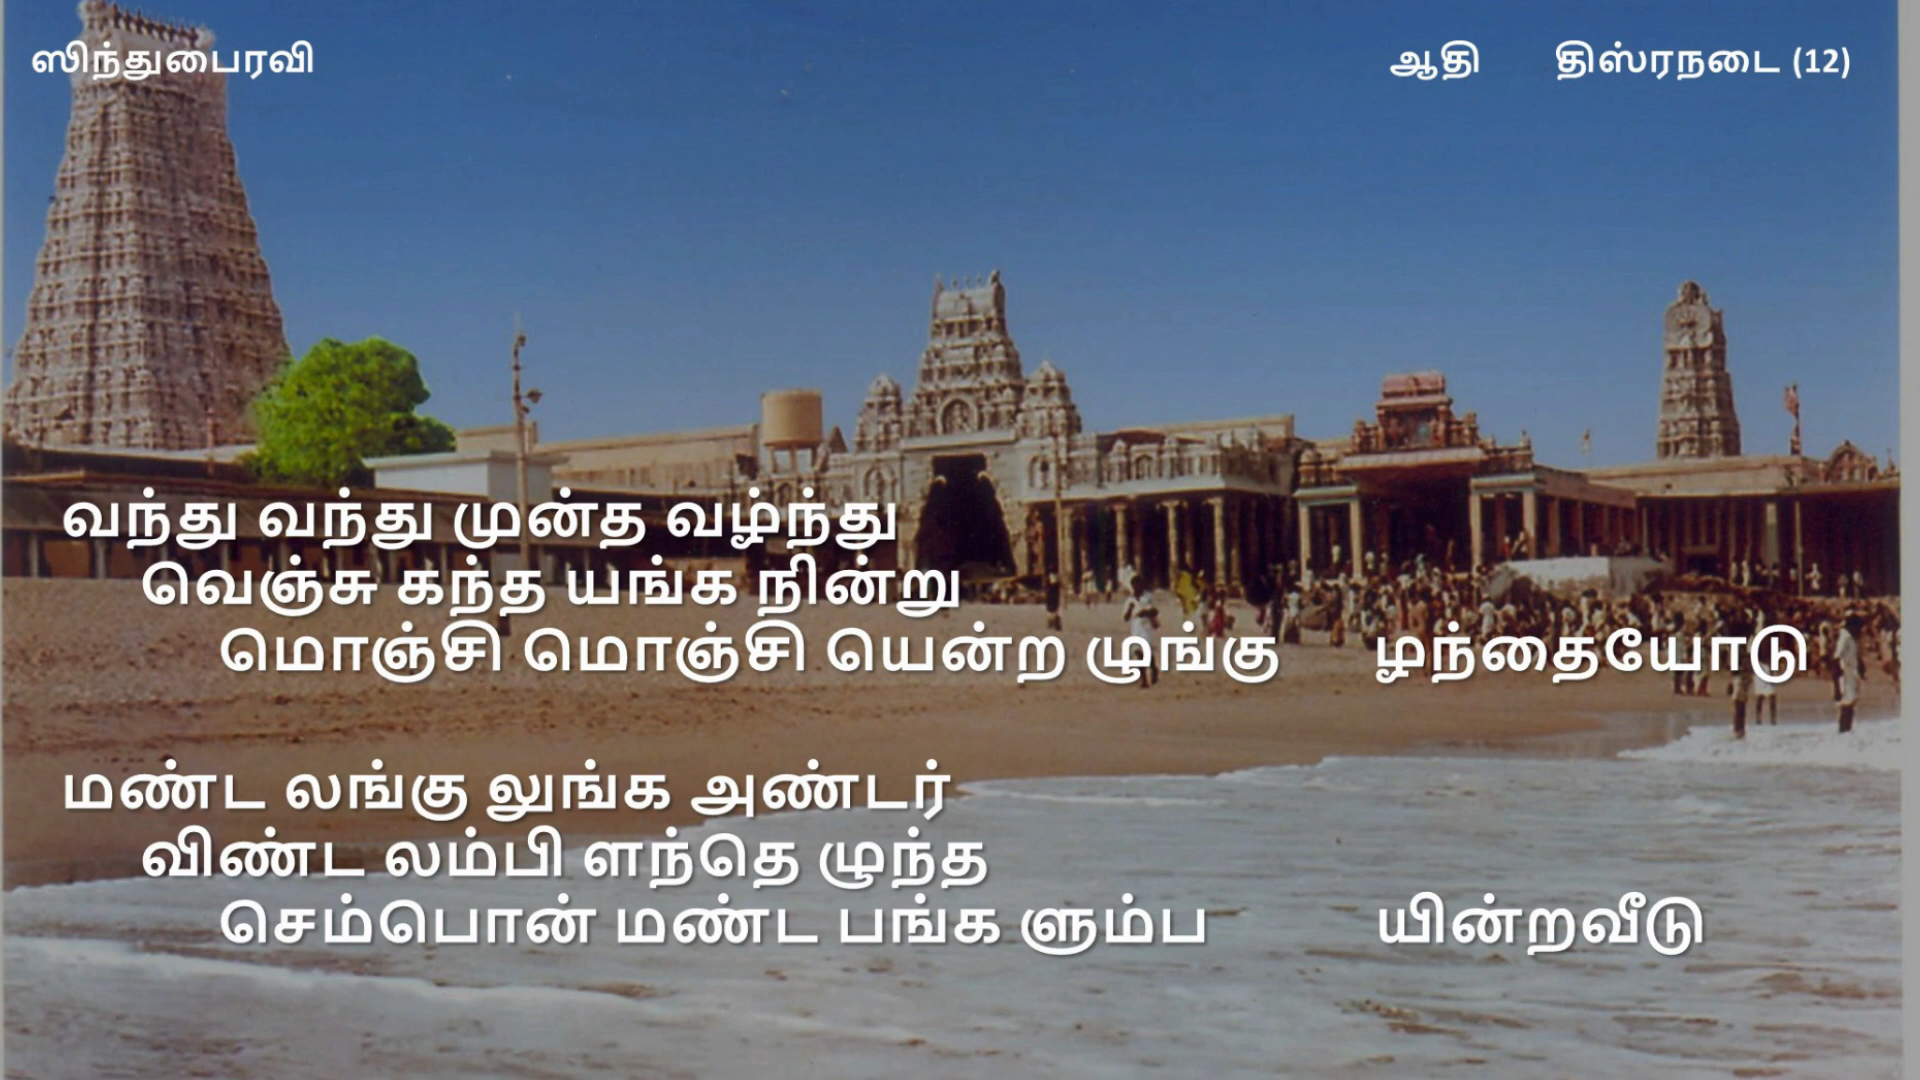 ஸிந்துபைரவி ஆதி திஸ்ரநடை (12)
வந்து வந்து முன்த வழ்ந்து
வெஞ்சு கந்த யங்க நின்று
மொஞ்சி மொஞ்சி யென்ற ழுங்கு ழந்தையோடு
மண்ட லங்கு லுங்க அண்டர்
விண்ட லம்பி ளந்தெ ழுந்த
செம்பொன் மண்ட பங்க ளும்ப யின்றவீடு